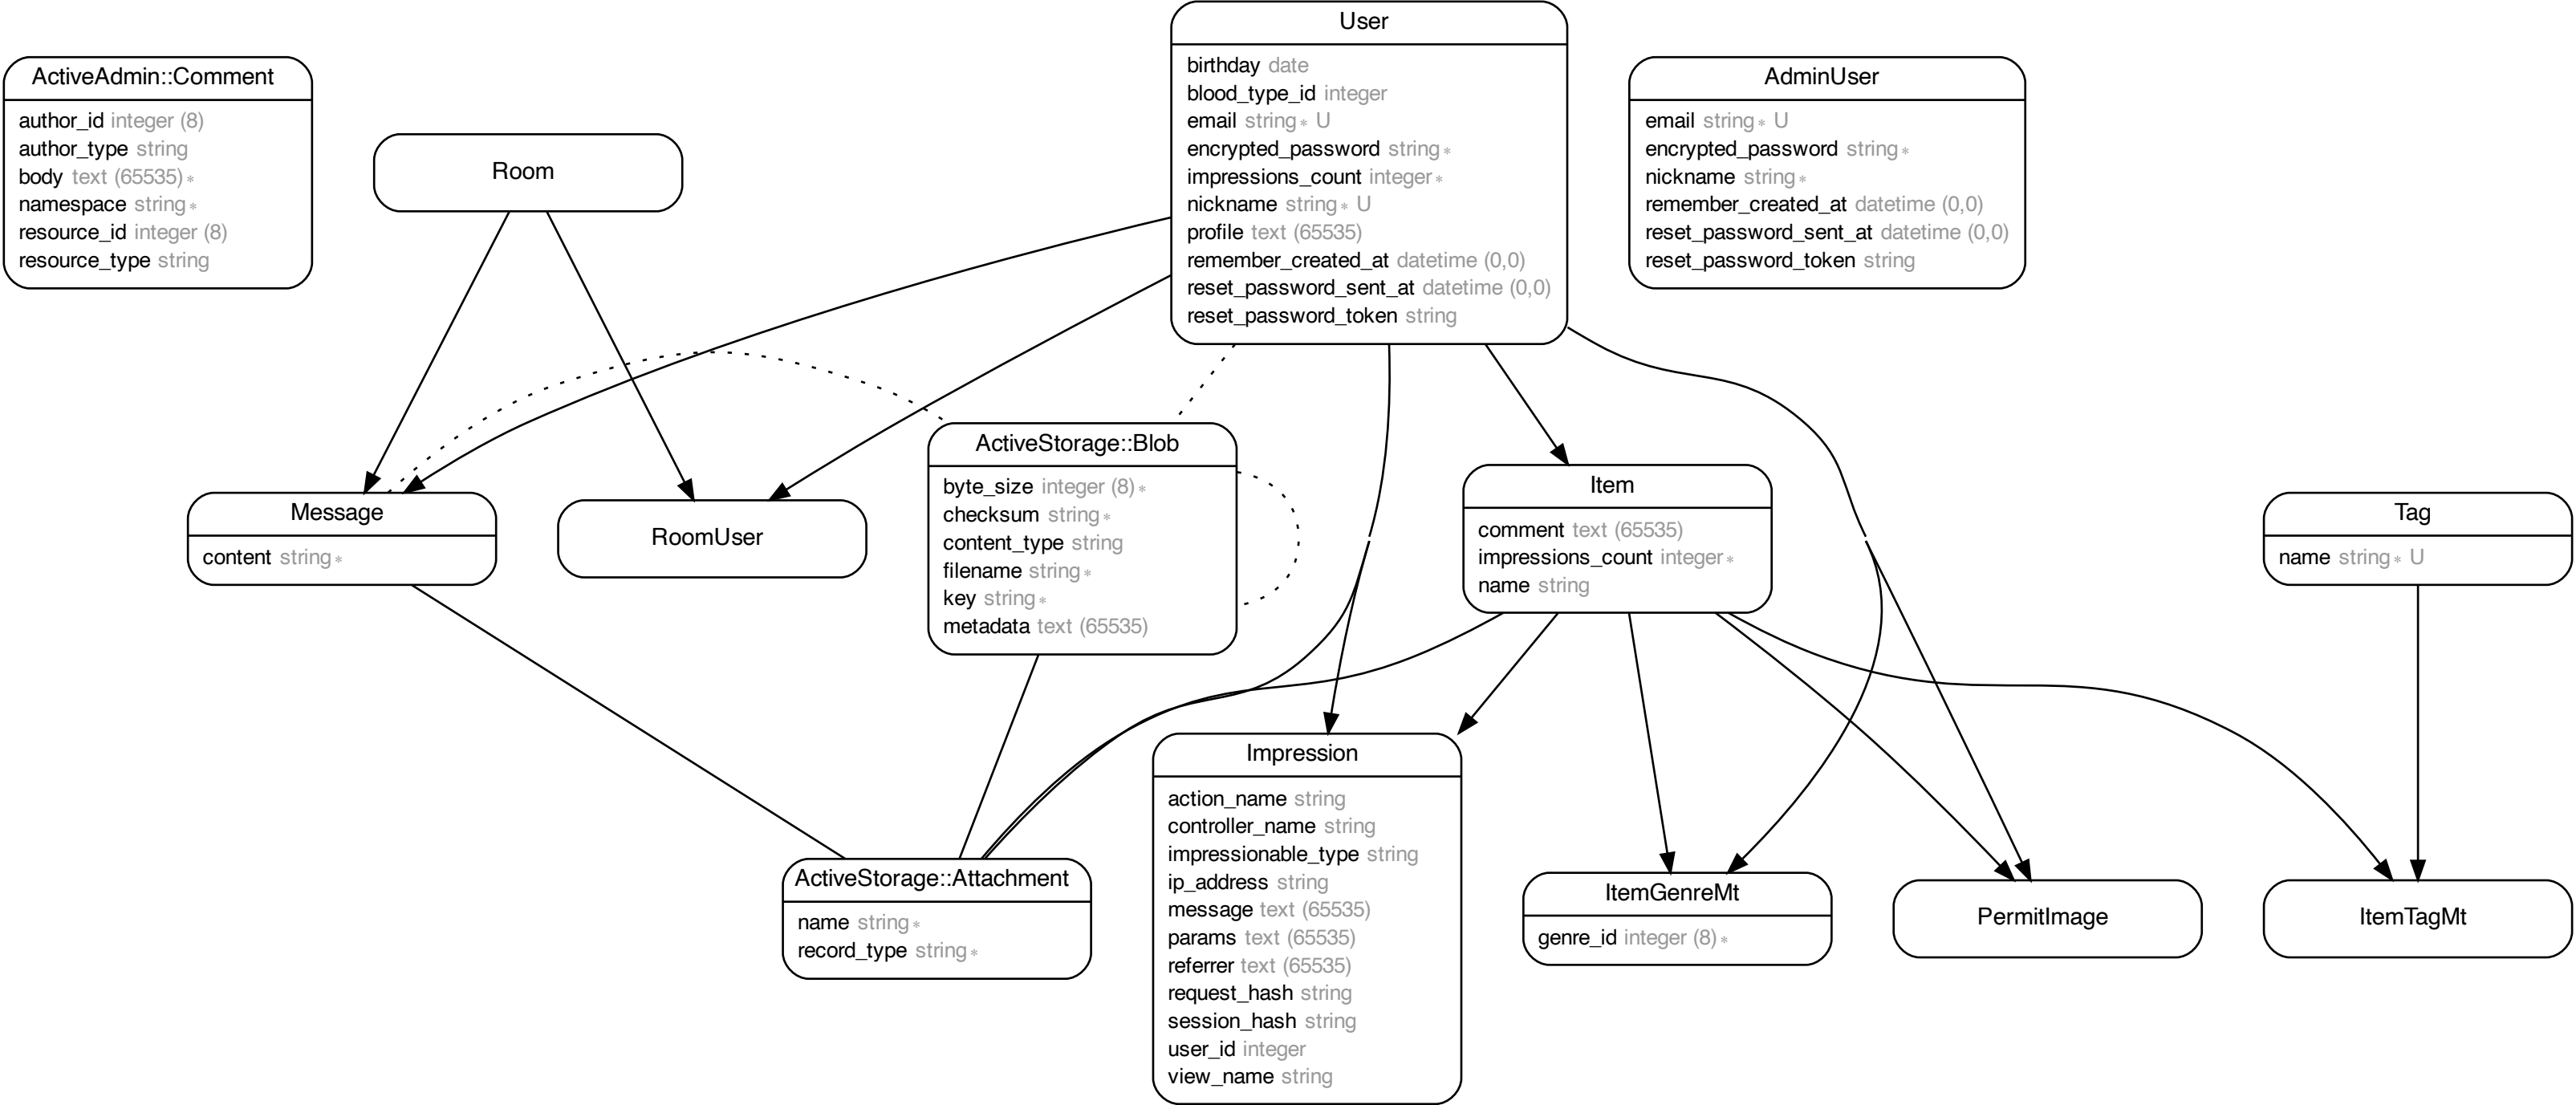 User
birthday date
blood_type_id integer
email string* U
encrypted_password string*
impressions_count integer*
nickname string* U
profile text (65535)
remember_created_at datetime (0,0)
reset_password_sent_at datetime (0,0)
reset_password_token string
ActiveAdmin::Comment
author_id integer (8)
author_type string
body text (65535)*
namespace string*
resource_id integer (8)
resource_type string
Room
AdminUser
email string* U
encrypted_password string*
nickname string*
remember_created_at datetime (0,0)
reset_password_sent_at datetime (0,0)
reset_password_token string
Message
content string*
RoomUser
ActiveStorage::Blob
byte_size integer (8)*
checksum string*
content_type string
filename string*
key string*
metadata text (65535)
Item
comment text (65535)
impressions_count integer*
name string
Tag
name string* U
ActiveStorage::Attachment
name string*
record_type string*
Impression
action_name string
controller_name string
impressionable_type string
ip_address string
message text (65535)
params text (65535)
referrer text (65535)
request_hash string
session_hash string
user_id integer
view_name string
ItemGenreMt
genre_id integer (8)*
PermitImage
ItemTagMt